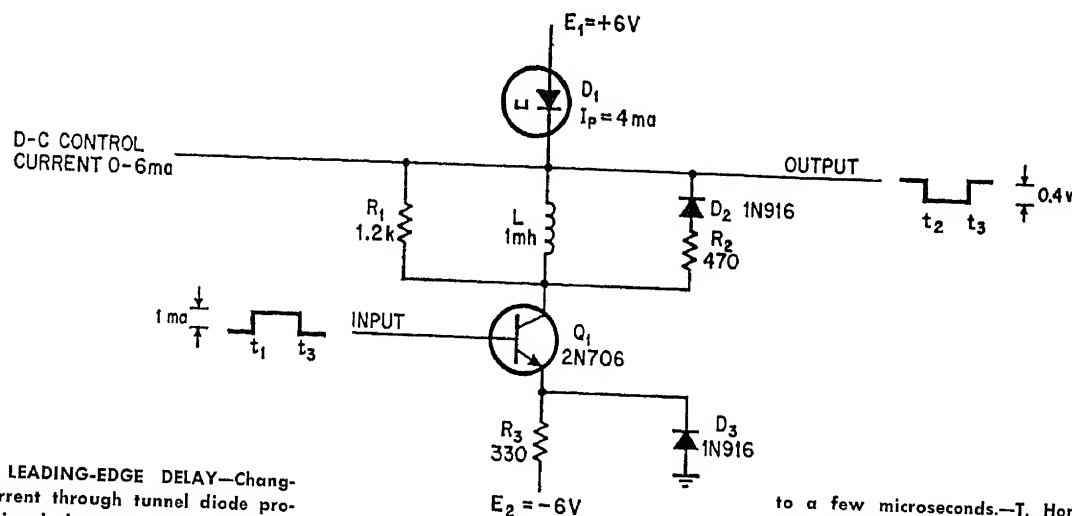 E₁=+6V
D₁
Iₚ=4ma
D-C CONTROL
CURRENT 0-6ma
OUTPUT
t₂ t₃
0.4v
R₁
1.2k
L
1mh
D₂ 1N916
R₂
470
1 ma
t₁ t₃
INPUT
Q₁
2N706
R₃
330
D₃
1N916
E₂=-6V
LEADING-EDGE DELAY—Chang-
rrent through tunnel diode pro-
to a few microseconds.—T. Hor